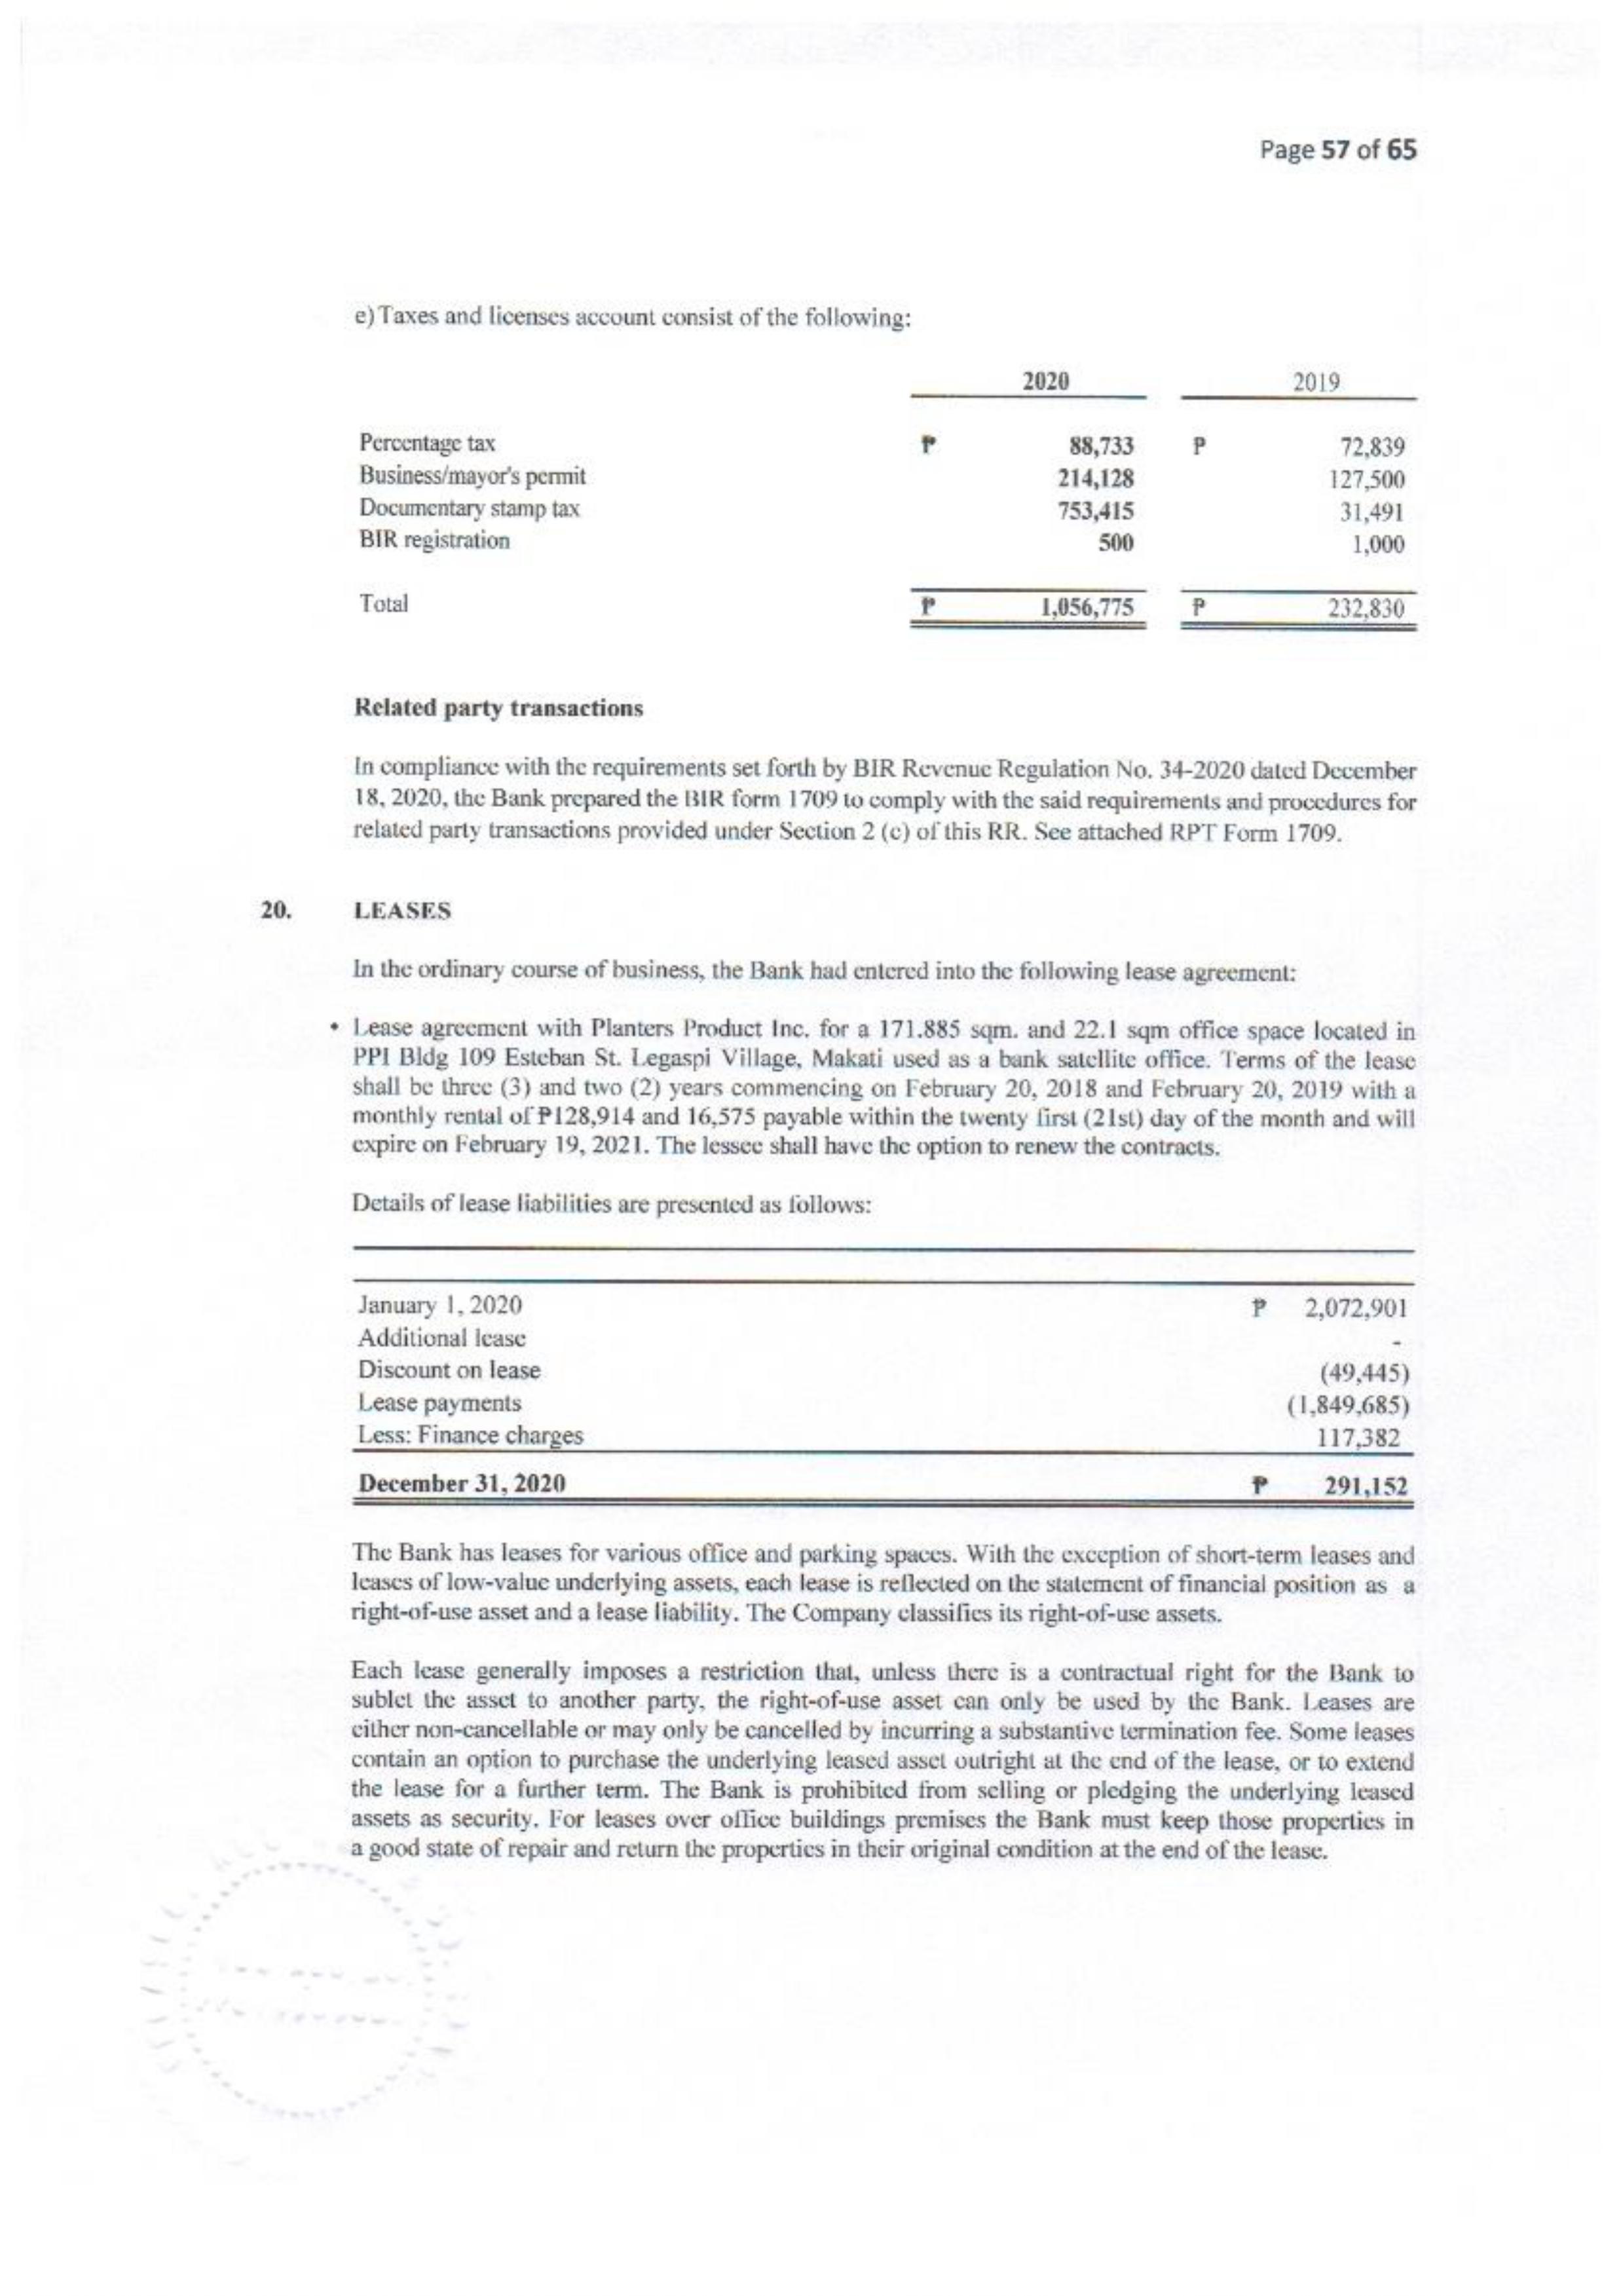 Page 57 of 65
e) Taxes and licenses account consist of the following:
2020 2019
Percentage tax ₱ 88,733 ₱ 72,839
Business/mayor's permit 214,128 127,500
Documentary stamp tax 753,415 31,491
BIR registration 500 1,000
Total ₱ 1,056,775 ₱ 232,830
Related party transactions
In compliance with the requirements set forth by BIR Revenue Regulation No. 34-2020 dated December
18, 2020, the Bank prepared the BIR form 1709 to comply with the said requirements and procedures for
related party transactions provided under Section 2 (c) of this RR. See attached RPT Form 1709.
20. LEASES
In the ordinary course of business, the Bank had entered into the following lease agreement:
• Lease agreement with Planters Product Inc. for a 171.885 sqm. and 22.1 sqm office space located in
PPI Bldg 109 Esteban St. Legaspi Village, Makati used as a bank satellite office. Terms of the lease
shall be three (3) and two (2) years commencing on February 20, 2018 and February 20, 2019 with a
monthly rental of ₱128,914 and 16,575 payable within the twenty first (21st) day of the month and will
expire on February 19, 2021. The lessee shall have the option to renew the contracts.
Details of lease liabilities are presented as follows:
January 1, 2020 ₱ 2,072,901
Additional lease -
Discount on lease (49,445)
Lease payments (1,849,685)
Less: Finance charges 117,382
December 31, 2020 ₱ 291,152
The Bank has leases for various office and parking spaces. With the exception of short-term leases and
leases of low-value underlying assets, each lease is reflected on the statement of financial position as a
right-of-use asset and a lease liability. The Company classifies its right-of-use assets.
Each lease generally imposes a restriction that, unless there is a contractual right for the Bank to
sublet the asset to another party, the right-of-use asset can only be used by the Bank. Leases are
either non-cancellable or may only be cancelled by incurring a substantive termination fee. Some leases
contain an option to purchase the underlying leased asset outright at the end of the lease, or to extend
the lease for a further term. The Bank is prohibited from selling or pledging the underlying leased
assets as security. For leases over office buildings premises the Bank must keep those properties in
a good state of repair and return the properties in their original condition at the end of the lease.